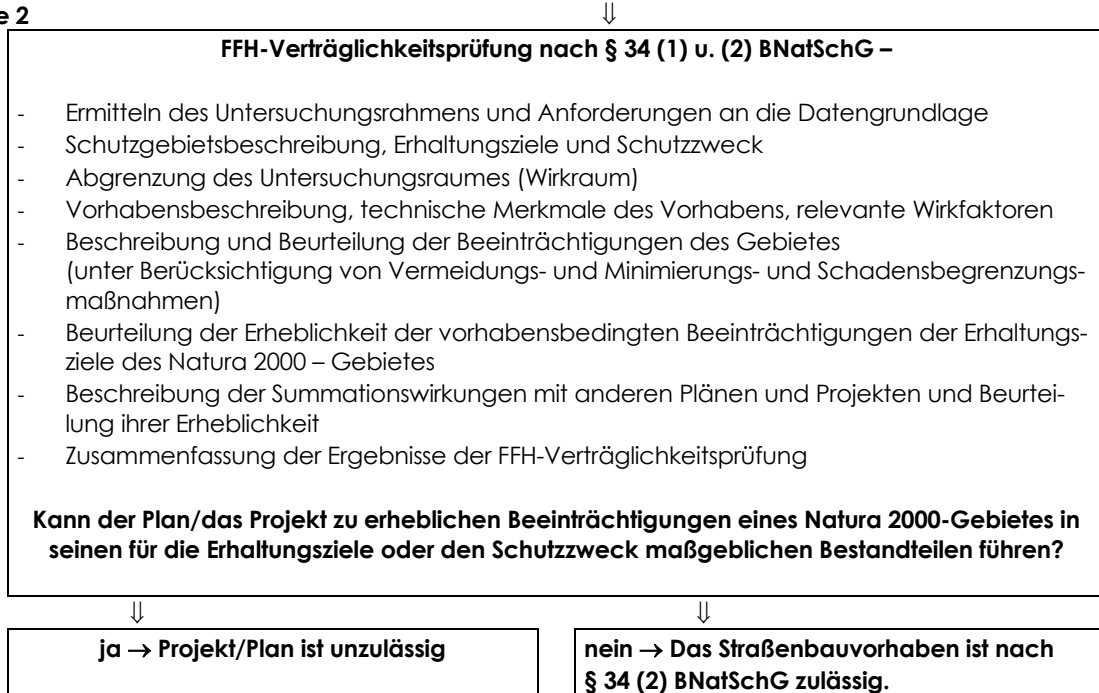 e 2
⇓
FFH-Verträglichkeitsprüfung nach § 34 (1) u. (2) BNatSchG –
- Ermitteln des Untersuchungsrahmens und Anforderungen an die Datengrundlage
- Schutzgebietsbeschreibung, Erhaltungsziele und Schutzzweck
- Abgrenzung des Untersuchungsraumes (Wirkraum)
- Vorhabensbeschreibung, technische Merkmale des Vorhabens, relevante Wirkfaktoren
- Beschreibung und Beurteilung der Beeinträchtigungen des Gebietes
(unter Berücksichtigung von Vermeidungs- und Minimierungs- und Schadensbegrenzungs-
maßnahmen)
- Beurteilung der Erheblichkeit der vorhabensbedingten Beeinträchtigungen der Erhaltungs-
ziele des Natura 2000 – Gebietes
- Beschreibung der Summationswirkungen mit anderen Plänen und Projekten und Beurtei-
lung ihrer Erheblichkeit
- Zusammenfassung der Ergebnisse der FFH-Verträglichkeitsprüfung
Kann der Plan/das Projekt zu erheblichen Beeinträchtigungen eines Natura 2000-Gebietes in
seinen für die Erhaltungsziele oder den Schutzzweck maßgeblichen Bestandteilen führen?
⇓ ⇓
ja → Projekt/Plan ist unzulässig
nein → Das Straßenbauvorhaben ist nach
§ 34 (2) BNatSchG zulässig.